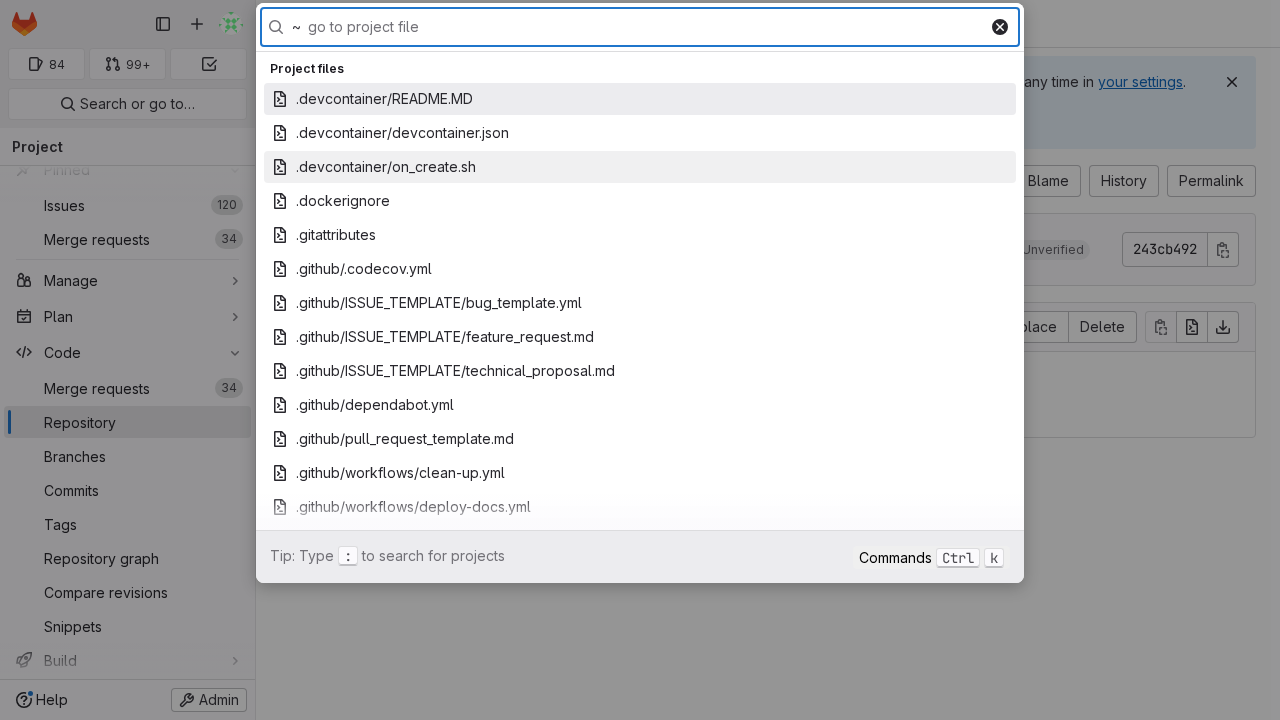 ~ go to project file
84
99+
Search or go to…
Project
Pinned
Issues 120
Merge requests 34
Manage
Plan
Code
Merge requests 34
Repository
Branches
Commits
Tags
Repository graph
Compare revisions
Snippets
Build
Help
Admin
Project files
.devcontainer/README.MD
.devcontainer/devcontainer.json
.devcontainer/on_create.sh
.dockerignore
.gitattributes
.github/.codecov.yml
.github/ISSUE_TEMPLATE/bug_template.yml
.github/ISSUE_TEMPLATE/feature_request.md
.github/ISSUE_TEMPLATE/technical_proposal.md
.github/dependabot.yml
.github/pull_request_template.md
.github/workflows/clean-up.yml
.github/workflows/deploy-docs.yml
Tip: Type : to search for projects
Commands Ctrl k
any time in your settings.
Blame History Permalink
Unverified 243cb492
place Delete